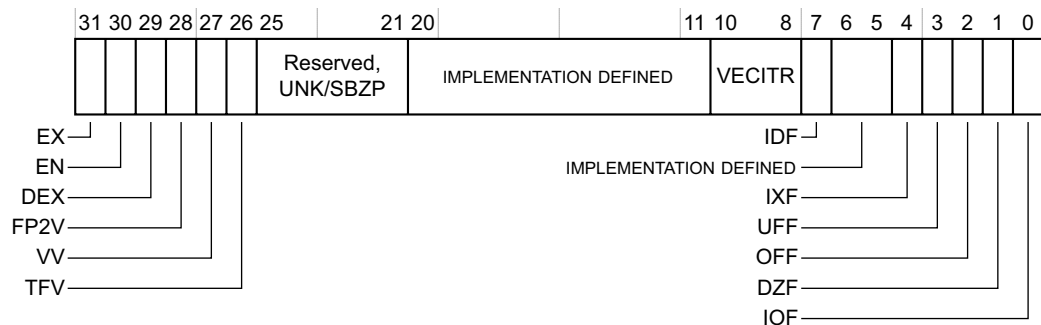 31 30 29 28 27 26 25 21 20 11 10 8 7 6 5 4 3 2 1 0
Reserved,
UNK/SBZP
IMPLEMENTATION DEFINED
VECITR
EX
EN
DEX
FP2V
VV
TFV
IDF
IMPLEMENTATION DEFINED
IXF
UFF
OFF
DZF
IOF